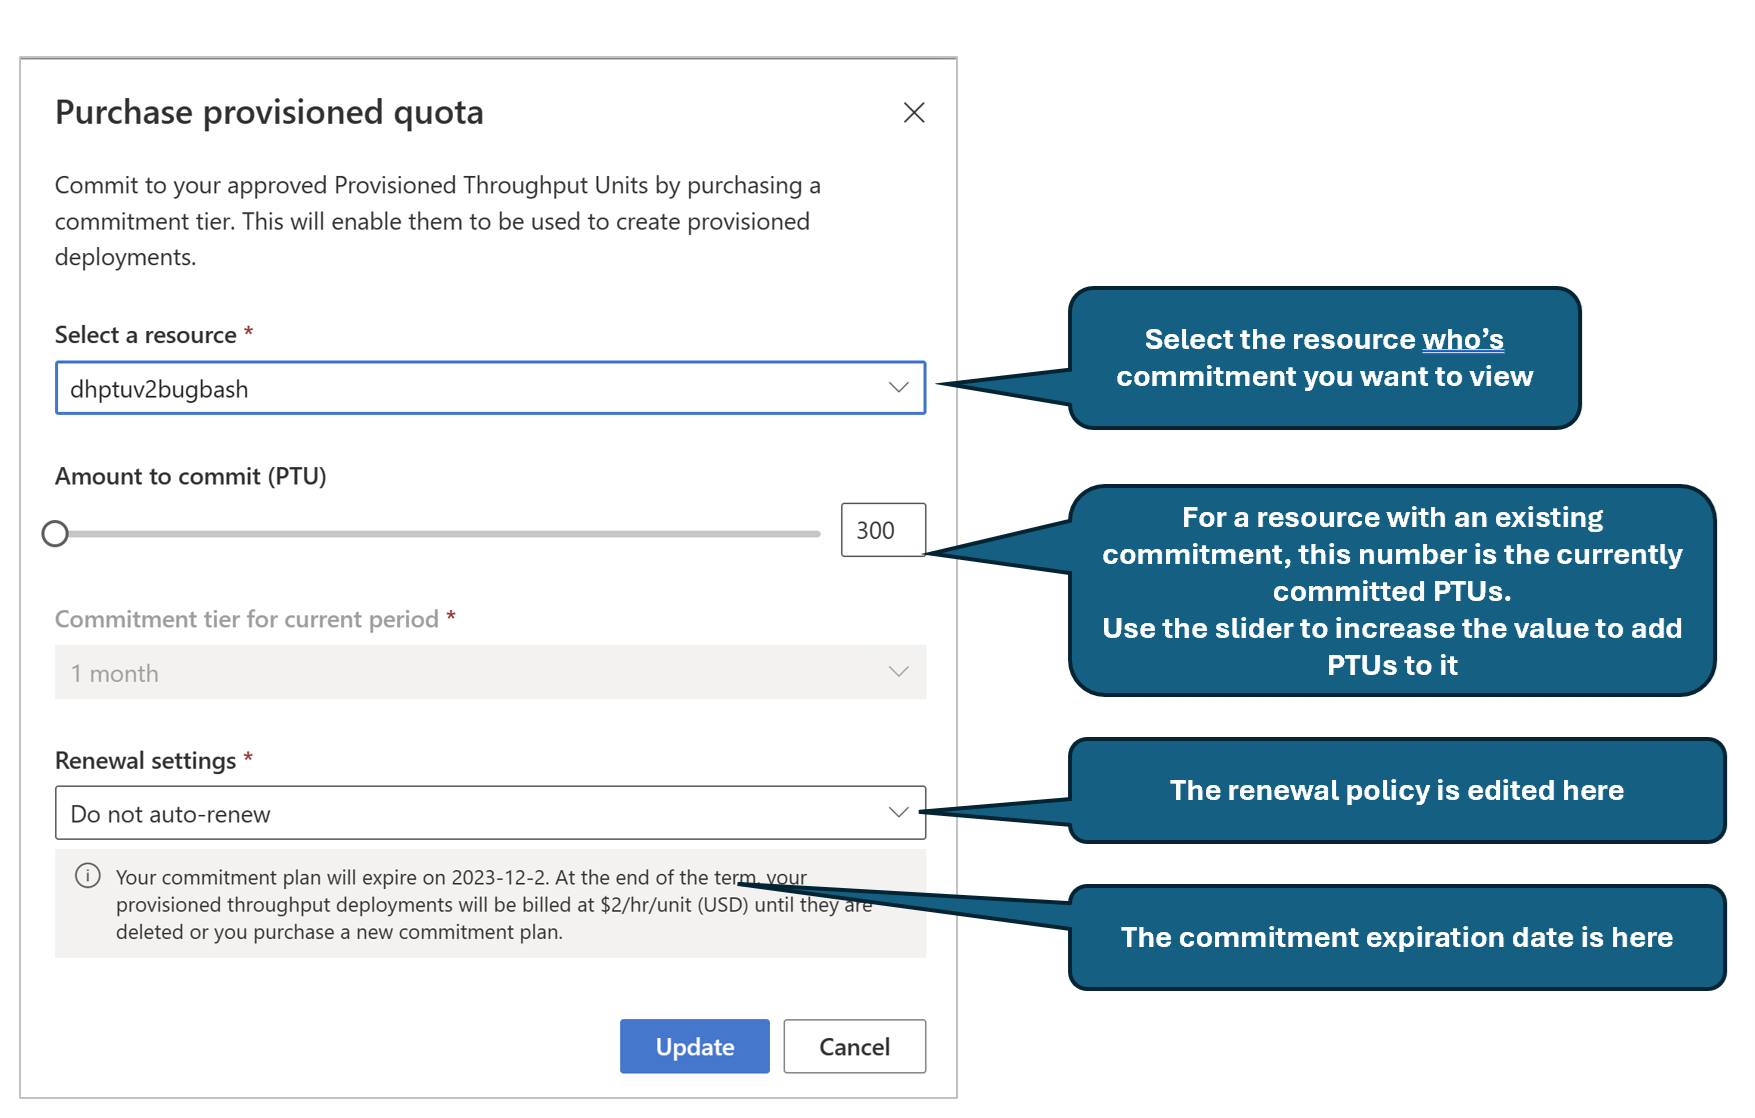 Purchase provisioned quota
Commit to your approved Provisioned Throughput Units by purchasing a
commitment tier. This will enable them to be used to create provisioned
deployments.
Select a resource *
dhptuv2bugbash
Select the resource who’s
commitment you want to view
Amount to commit (PTU)
300
For a resource with an existing
commitment, this number is the currently
committed PTUs.
Use the slider to increase the value to add
PTUs to it
Commitment tier for current period *
1 month
Renewal settings *
Do not auto-renew
The renewal policy is edited here
Your commitment plan will expire on 2023-12-2. At the end of the term, your
provisioned throughput deployments will be billed at $2/hr/unit (USD) until they are
deleted or you purchase a new commitment plan.
The commitment expiration date is here
Update
Cancel